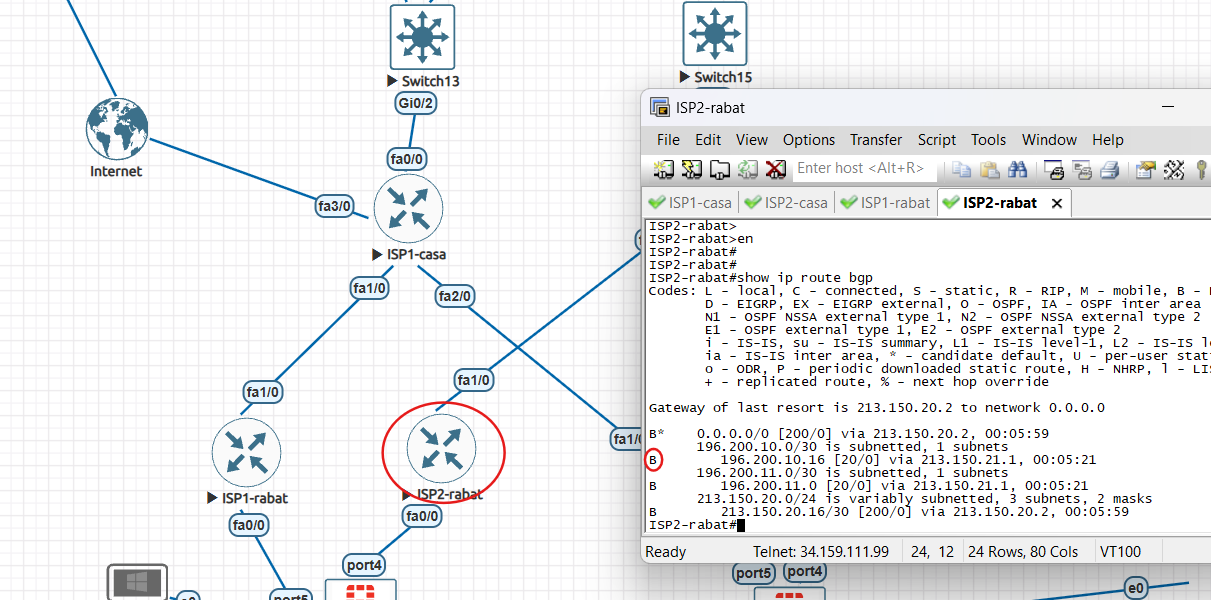 Switch13
Switch15
Gi0/2
Internet
fa0/0
fa3/0
ISP1-casa
fa1/0
fa2/0
fa1/0
fa1/0
fa1/0
ISP1-rabat
ISP2-rabat
fa0/0
fa0/0
port4
port5
e0
ISP2-rabat
File Edit View Options Transfer Script Tools Window Help
Enter host <Alt+R>
ISP1-casa ISP2-casa ISP1-rabat ISP2-rabat
ISP2-rabat>
ISP2-rabat>en
ISP2-rabat#
ISP2-rabat#
ISP2-rabat#show ip route bgp
Codes: L - local, C - connected, S - static, R - RIP, M - mobile, B -
D - EIGRP, EX - EIGRP external, O - OSPF, IA - OSPF inter area
N1 - OSPF NSSA external type 1, N2 - OSPF NSSA external type 2
E1 - OSPF external type 1, E2 - OSPF external type 2
i - IS-IS, su - IS-IS summary, L1 - IS-IS level-1, L2 - IS-IS
ia - IS-IS inter area, * - candidate default, U - per-user
o - ODR, P - periodic downloaded static route, H - NHRP, l -
+ - replicated route, % - next hop override
Gateway of last resort is 213.150.20.2 to network 0.0.0.0
B* 0.0.0.0/0 [200/0] via 213.150.20.2, 00:05:59
196.200.10.0/30 is subnetted, 1 subnets
B 196.200.10.16 [20/0] via 213.150.21.1, 00:05:21
196.200.11.0/30 is subnetted, 1 subnets
B 196.200.11.0 [20/0] via 213.150.21.1, 00:05:21
213.150.20.0/24 is variably subnetted, 3 subnets, 2 masks
B 213.150.20.16/30 [200/0] via 213.150.20.2, 00:05:59
ISP2-rabat#
Ready Telnet: 34.159.111.99 24, 12 24 Rows, 80 Cols VT100
port5
port4
e0